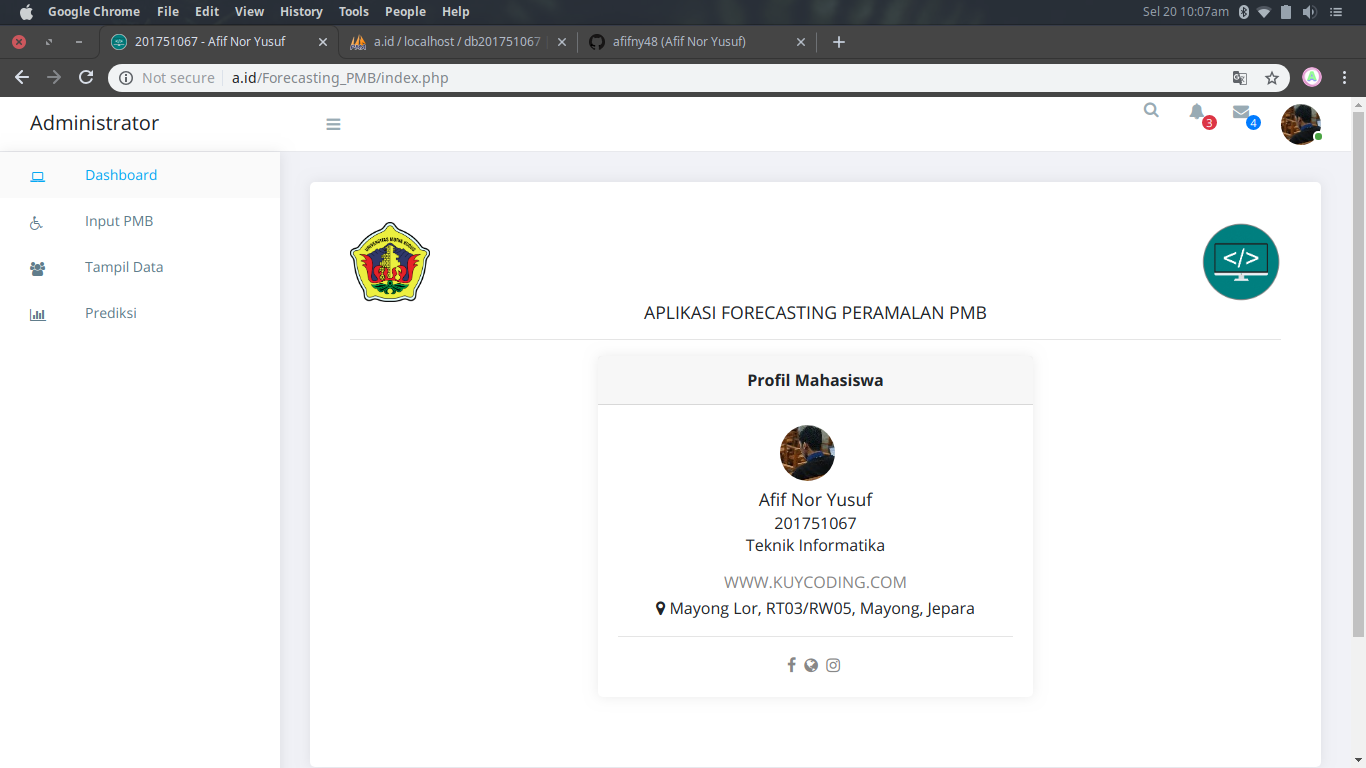 Google Chrome File Edit View History Tools People Help Sel 20 10:07am
201751067 - Afif Nor Yusuf a.id / localhost / db201751067 afifny48 (Afif Nor Yusuf)
Not secure a.id/Forecasting_PMB/index.php
Administrator 3 4
Dashboard
Input PMB
Tampil Data
Prediksi
UNIVERSITAS MURIA KUDUS
</>
APLIKASI FORECASTING PERAMALAN PMB
Profil Mahasiswa
Afif Nor Yusuf
201751067
Teknik Informatika
WWW.KUYCODING.COM
Mayong Lor, RT03/RW05, Mayong, Jepara